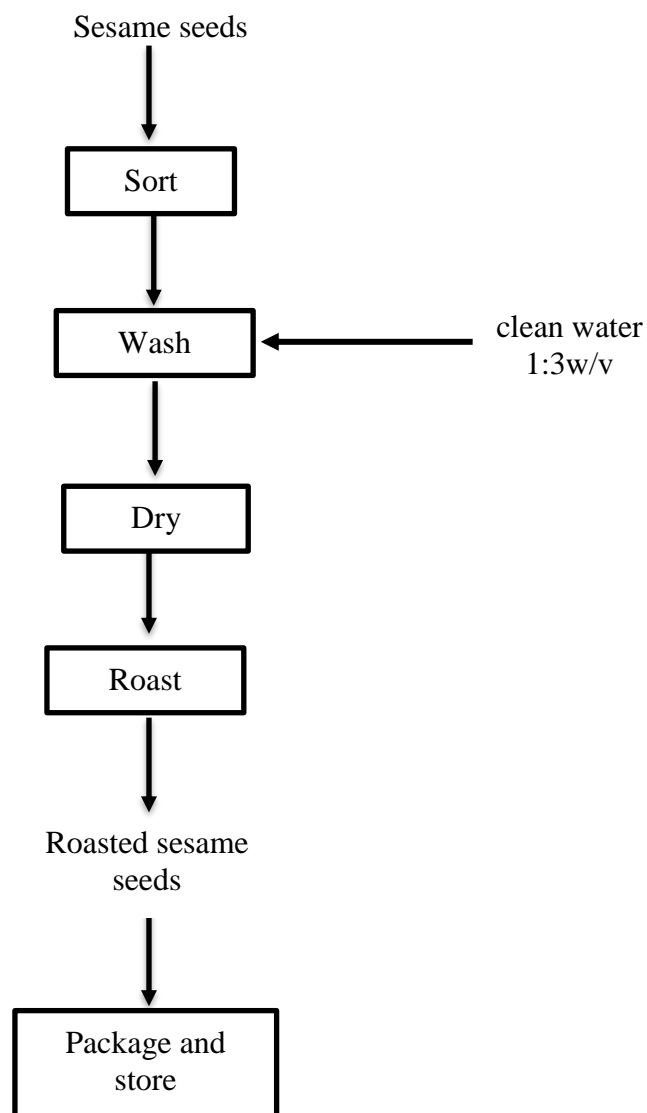 Sesame seeds
Sort
Wash
clean water
1:3w/v
Dry
Roast
Roasted sesame
seeds
Package and
store